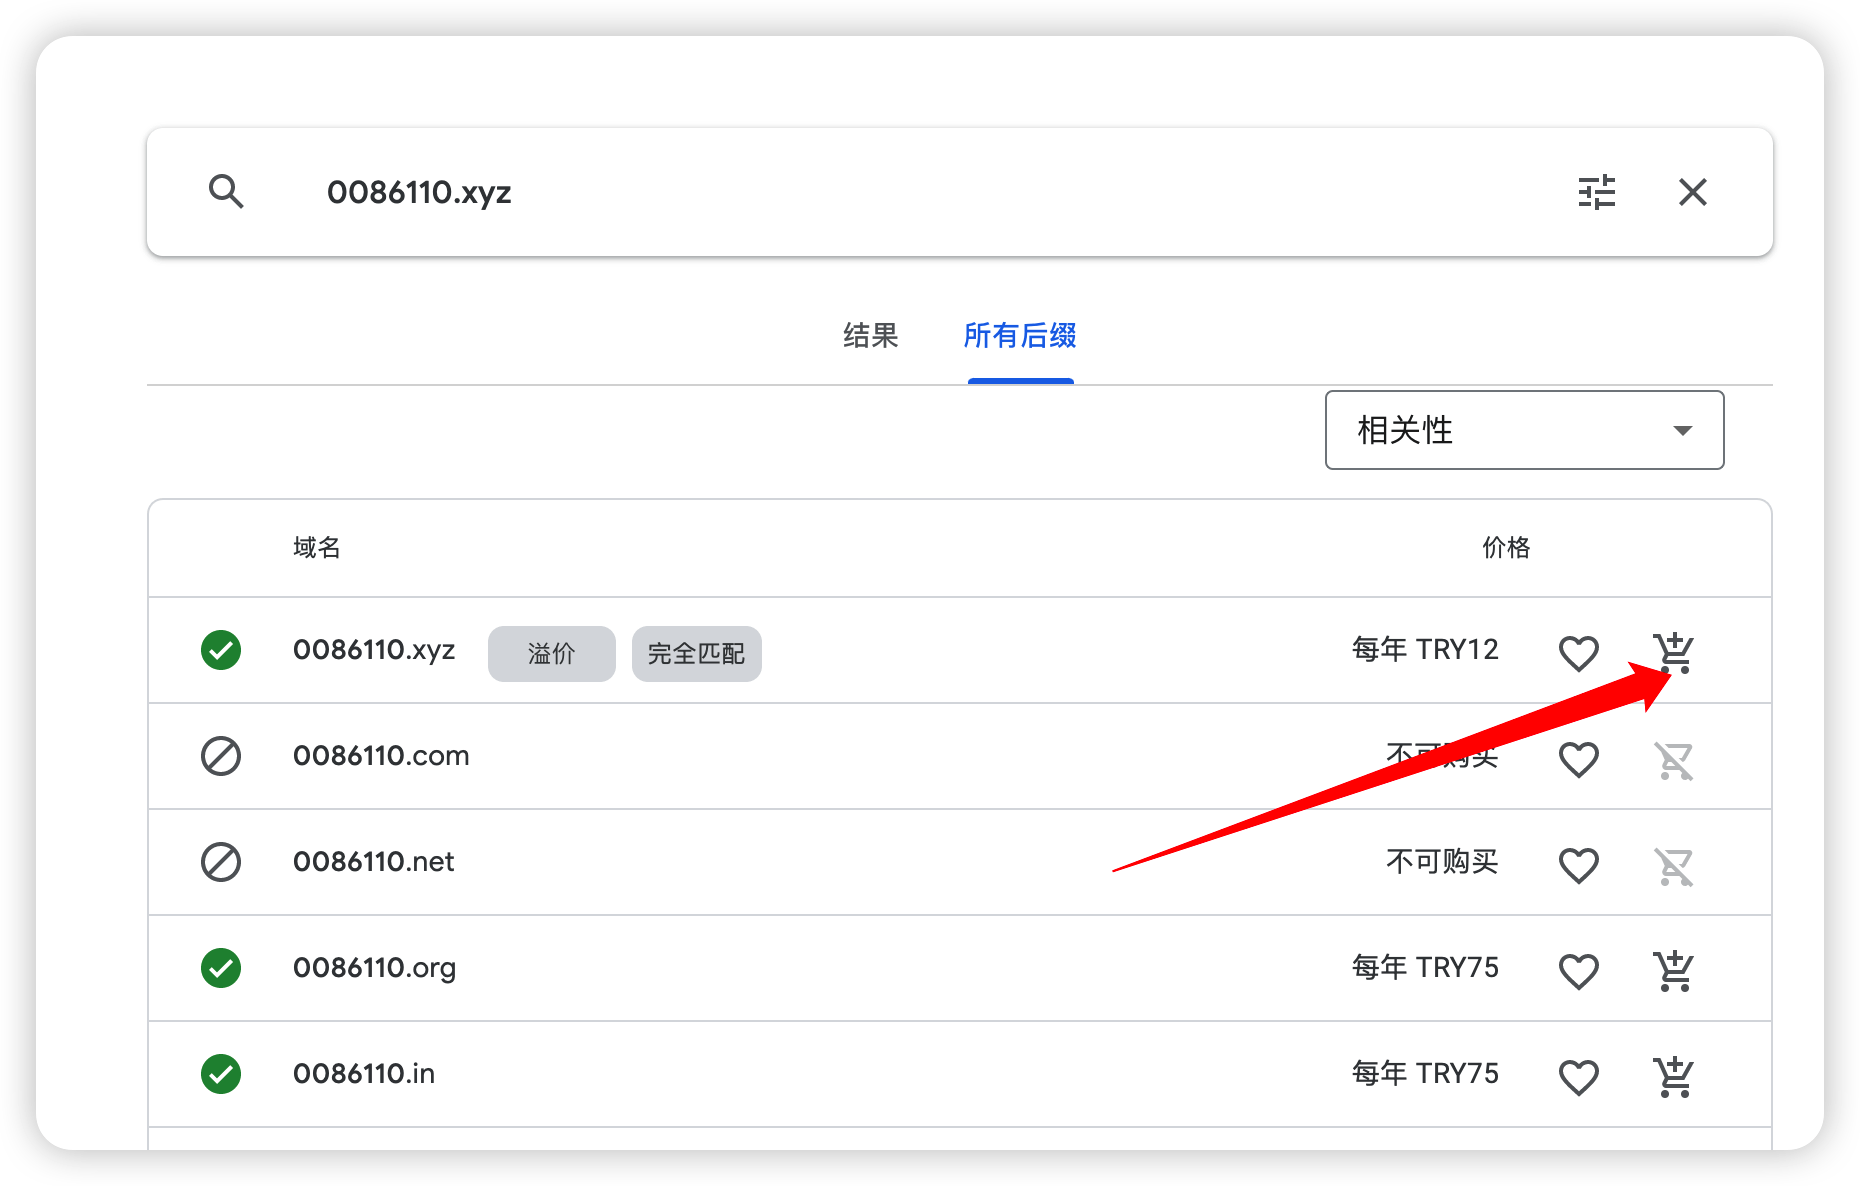 0086110.xyz
结果 所有后缀
相关性
域名 价格
0086110.xyz 溢价 完全匹配 每年 TRY12
0086110.com 不可购买
0086110.net 不可购买
0086110.org 每年 TRY75
0086110.in 每年 TRY75